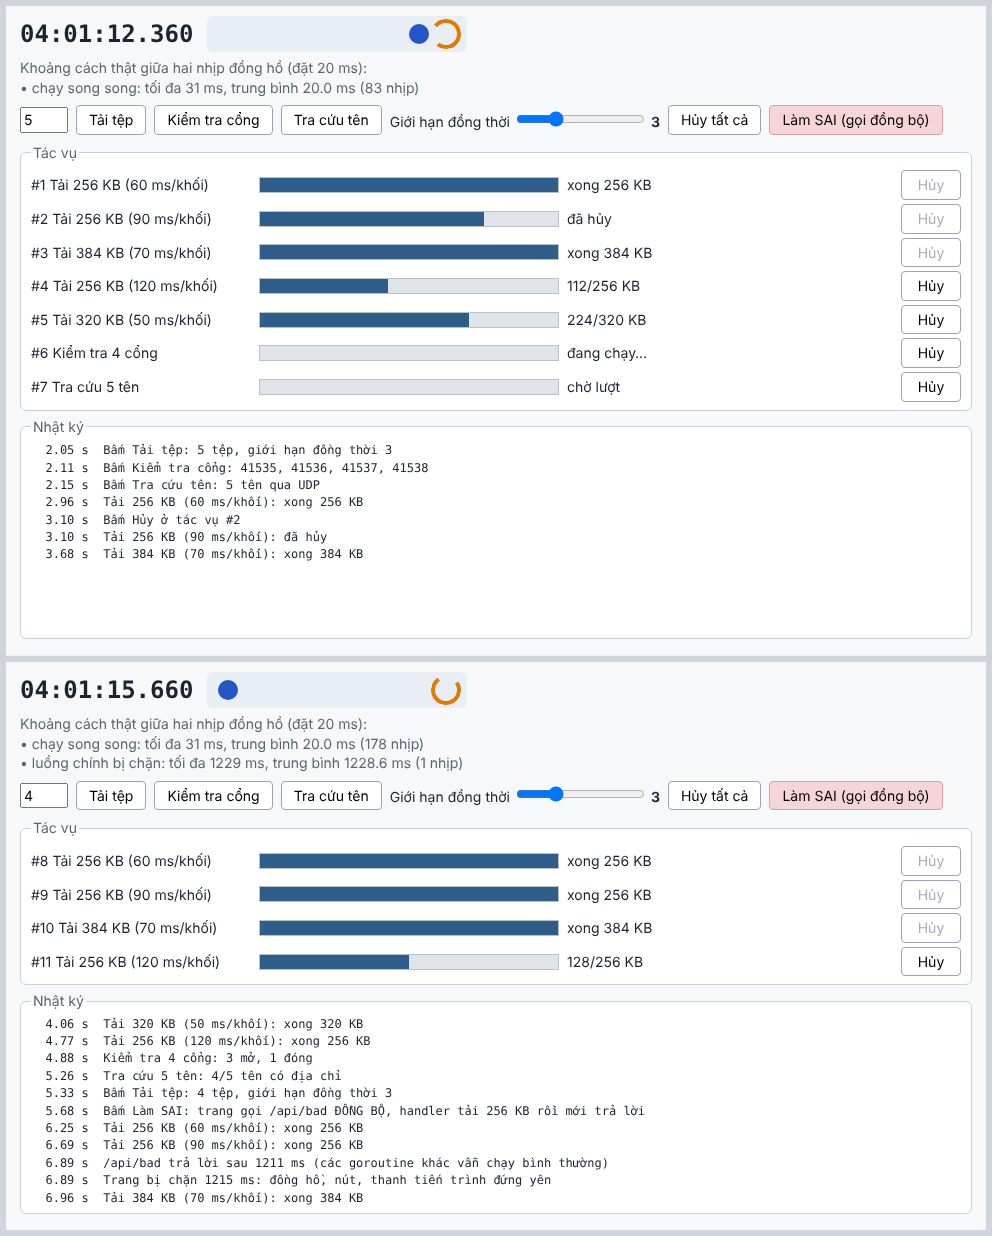 04:01:12.360
Khoảng cách thật giữa hai nhịp đồng hồ (đặt 20 ms):
• chạy song song: tối đa 31 ms, trung bình 20.0 ms (83 nhịp)
5 Tải tệp Kiểm tra cổng Tra cứu tên Giới hạn đồng thời 3 Hủy tất cả Làm SAI (gọi đồng bộ)
Tác vụ
#1 Tải 256 KB (60 ms/khối) xong 256 KB Hủy
#2 Tải 256 KB (90 ms/khối) đã hủy Hủy
#3 Tải 384 KB (70 ms/khối) xong 384 KB Hủy
#4 Tải 256 KB (120 ms/khối) 112/256 KB Hủy
#5 Tải 320 KB (50 ms/khối) 224/320 KB Hủy
#6 Kiểm tra 4 cổng đang chạy... Hủy
#7 Tra cứu 5 tên chờ lượt Hủy
Nhật ký
2.05 s Bấm Tải tệp: 5 tệp, giới hạn đồng thời 3
2.11 s Bấm Kiểm tra cổng: 41535, 41536, 41537, 41538
2.15 s Bấm Tra cứu tên: 5 tên qua UDP
2.96 s Tải 256 KB (60 ms/khối): xong 256 KB
3.10 s Bấm Hủy ở tác vụ #2
3.10 s Tải 256 KB (90 ms/khối): đã hủy
3.68 s Tải 384 KB (70 ms/khối): xong 384 KB
04:01:15.660
Khoảng cách thật giữa hai nhịp đồng hồ (đặt 20 ms):
• chạy song song: tối đa 31 ms, trung bình 20.0 ms (178 nhịp)
• luồng chính bị chặn: tối đa 1229 ms, trung bình 1228.6 ms (1 nhịp)
4 Tải tệp Kiểm tra cổng Tra cứu tên Giới hạn đồng thời 3 Hủy tất cả Làm SAI (gọi đồng bộ)
Tác vụ
#8 Tải 256 KB (60 ms/khối) xong 256 KB Hủy
#9 Tải 256 KB (90 ms/khối) xong 256 KB Hủy
#10 Tải 384 KB (70 ms/khối) xong 384 KB Hủy
#11 Tải 256 KB (120 ms/khối) 128/256 KB Hủy
Nhật ký
4.06 s Tải 320 KB (50 ms/khối): xong 320 KB
4.77 s Tải 256 KB (120 ms/khối): xong 256 KB
4.88 s Kiểm tra 4 cổng: 3 mở, 1 đóng
5.26 s Tra cứu 5 tên: 4/5 tên có địa chỉ
5.33 s Bấm Tải tệp: 4 tệp, giới hạn đồng thời 3
5.68 s Bấm Làm SAI: trang gọi /api/bad ĐỒNG BỘ, handler tải 256 KB rồi mới trả lời
6.25 s Tải 256 KB (60 ms/khối): xong 256 KB
6.69 s Tải 256 KB (90 ms/khối): xong 256 KB
6.89 s /api/bad trả lời sau 1211 ms (các goroutine khác vẫn chạy bình thường)
6.89 s Trang bị chặn 1215 ms: đồng hồ, nút, thanh tiến trình đứng yên
6.96 s Tải 384 KB (70 ms/khối): xong 384 KB